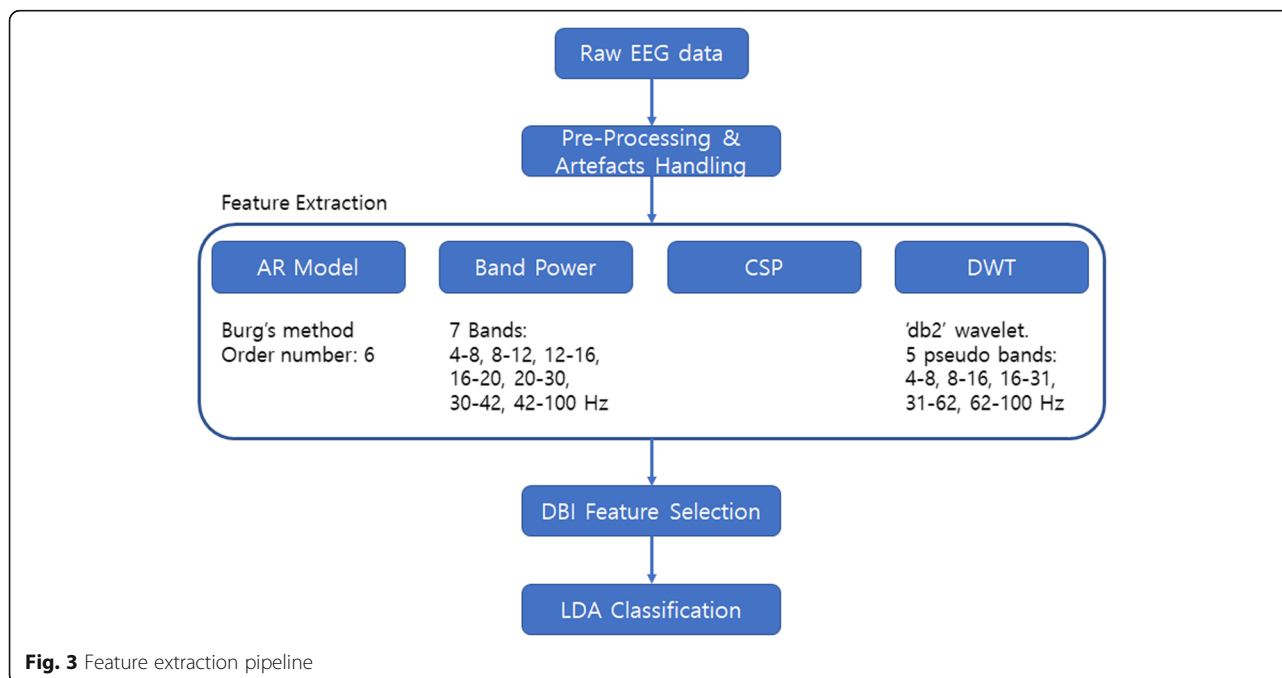 Raw EEG data
Pre-Processing &
Artefacts Handling
Feature Extraction
AR Model
Burg's method
Order number: 6
Band Power
7 Bands:
4-8, 8-12, 12-16,
16-20, 20-30,
30-42, 42-100 Hz
CSP
DWT
'db2' wavelet.
5 pseudo bands:
4-8, 8-16, 16-31,
31-62, 62-100 Hz
DBI Feature Selection
LDA Classification
Fig. 3 Feature extraction pipeline